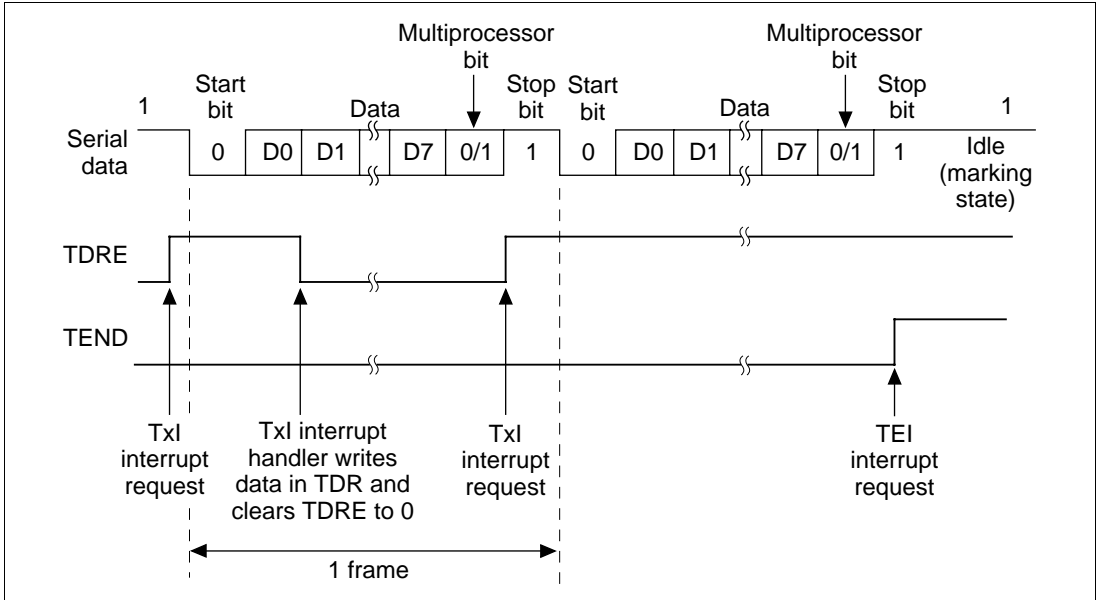 Multiprocessor
bit
Multiprocessor
bit
Start
bit
Stop
bit
Start
bit
Stop
bit
1
Data
Data
1
Serial
data
0
D0
D1
D7
0/1
1
0
D0
D1
D7
0/1
1
Idle
(marking
state)
TDRE
TEND
TxI
interrupt
request
TxI interrupt
handler writes
data in TDR and
clears TDRE to 0
TxI
interrupt
request
TEI
interrupt
request
1 frame